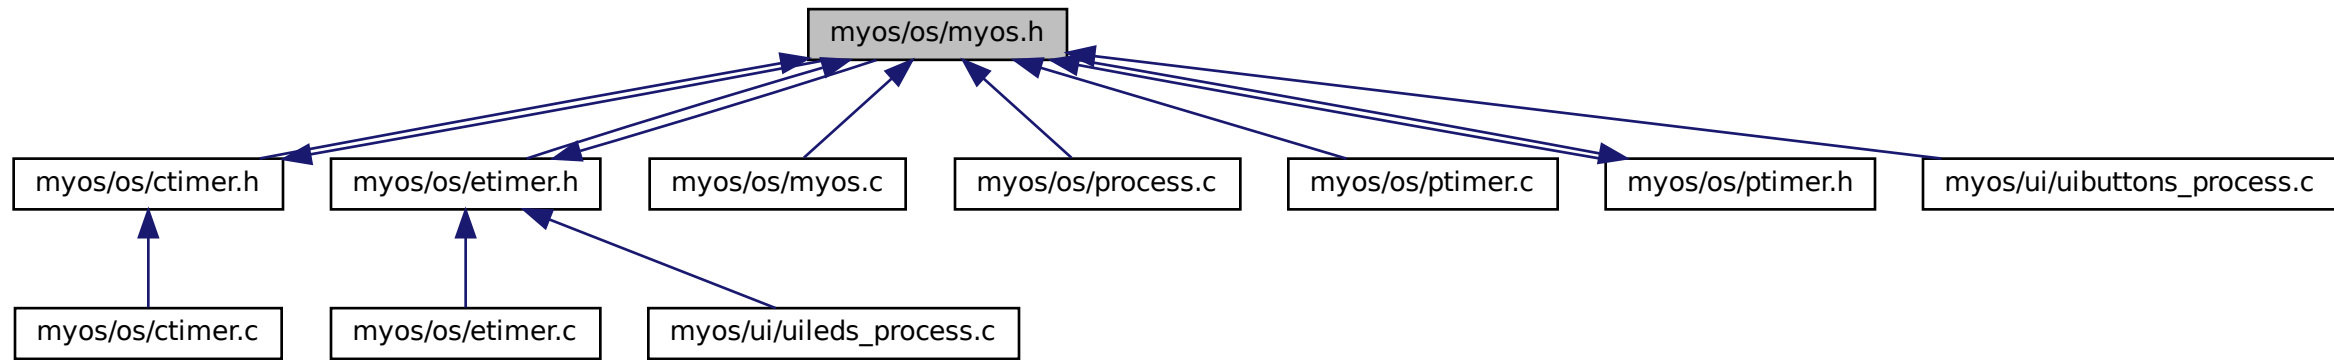 myos/os/myos.h
myos/os/ctimer.h
myos/os/etimer.h
myos/os/myos.c
myos/os/process.c
myos/os/ptimer.c
myos/os/ptimer.h
myos/ui/uibuttons_process.c
myos/os/ctimer.c
myos/os/etimer.c
myos/ui/uileds_process.c